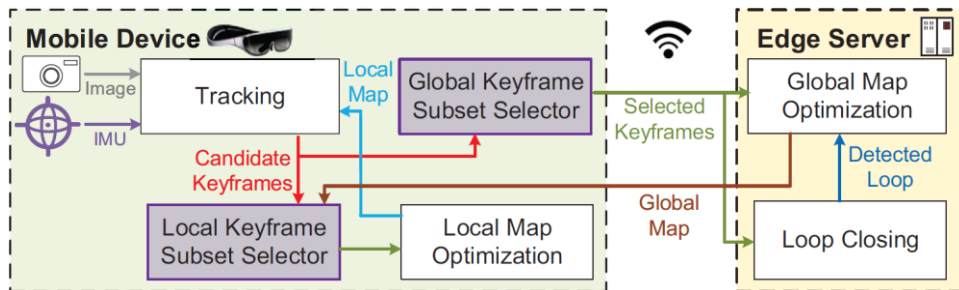 Mobile Device
Image
IMU
Tracking
Local
Map
Global Keyframe
Subset Selector
Candidate
Keyframes
Local Keyframe
Subset Selector
Local Map
Optimization
Selected
Keyframes
Global
Map
Edge Server
Global Map
Optimization
Detected
Loop
Loop Closing